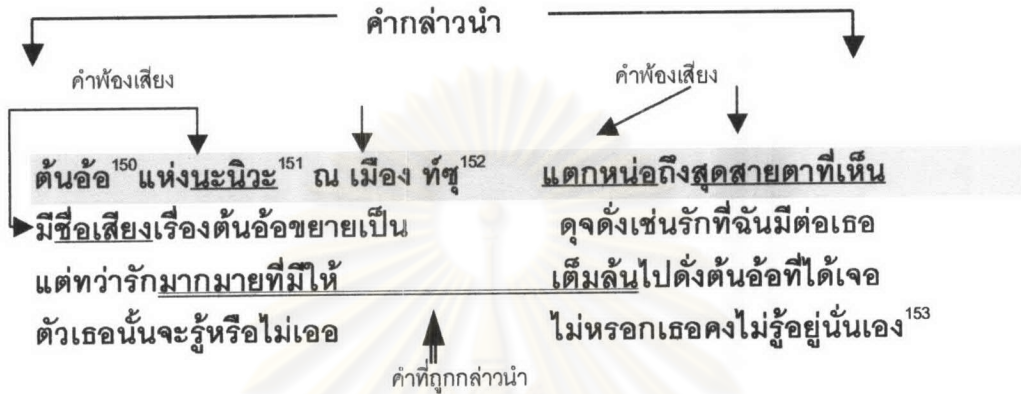 คำกล่าวนำ
คำพ้องเสียง คำพ้องเสียง
ต้นอ้อ150แห่งนะนิวะ151 ณ เมือง ท์ซุ152 แตกหน่อถึงสุดสายตาที่เห็น
มีชื่อเสียงเรื่องต้นอ้อขยายเป็น ดุจดั่งเช่นรักที่ฉันมีต่อเธอ
แต่ทว่ารักมากมายที่มีให้ เต็มล้นไปดั่งต้นอ้อที่ได้เจอ
ตัวเธอนั้นจะรู้หรือไม่เออ ไม่หรอกเธอคงไม่รู้อยู่นั่นเอง153
คำที่ถูกกล่าวนำ